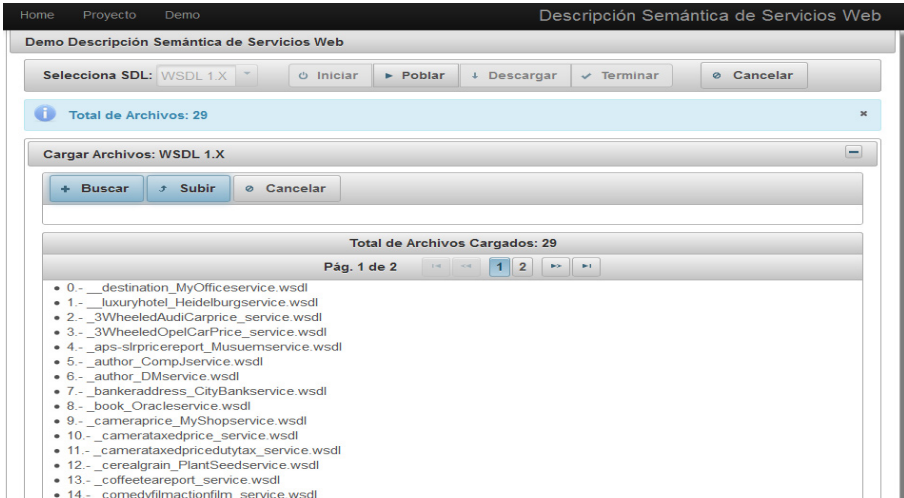 Home Proyecto Demo Descripción Semántica de Servicios Web
Demo Descripción Semántica de Servicios Web
Selecciona SDL: WSDL 1.X Iniciar Poblar Descargar Terminar Cancelar
Total de Archivos: 29
Cargar Archivos: WSDL 1.X
Buscar Subir Cancelar
Total de Archivos Cargados: 29
Pág. 1 de 2 1 2
0.- __destination_MyOfficeservice.wsdl
1.- __luxuryhotel_Heidelburgservice.wsdl
2.- _3WheeledAudiCarprice_service.wsdl
3.- _3WheeledOpelCarPrice_service.wsdl
4.- _aps-slrpricereport_Musuemservice.wsdl
5.- _author_CompJservice.wsdl
6.- _author_DMservice.wsdl
7.- _bankeraddress_CityBankservice.wsdl
8.- _book_Oracleservice.wsdl
9.- _cameraprice_MyShopservice.wsdl
10.- _camerataxedprice_service.wsdl
11.- _camerataxedpricedutytax_service.wsdl
12.- _cerealgrain_PlantSeedservice.wsdl
13.- _coffeeteareport_service.wsdl
14.- _comedyfilmactionfilm_service.wsdl